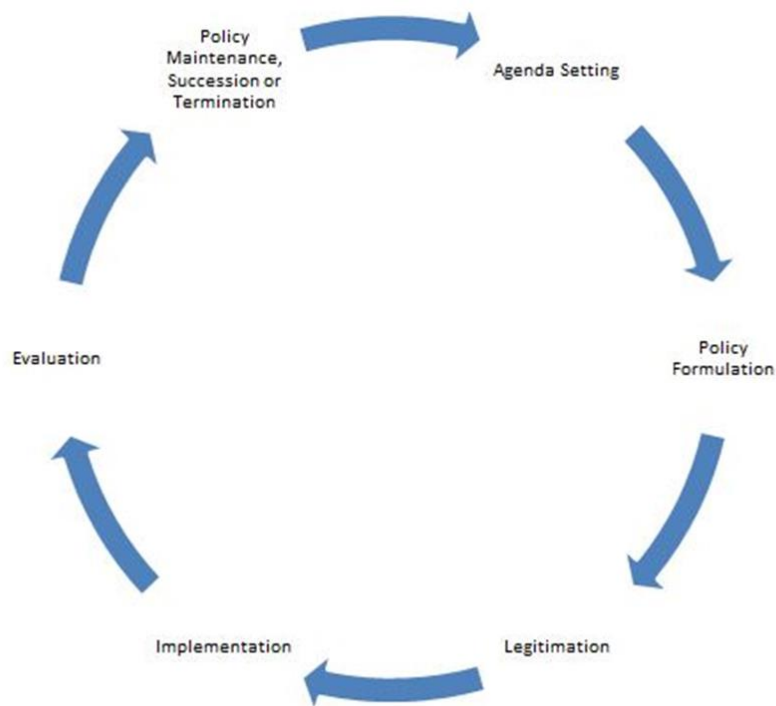 Policy
Maintenance,
Succession or
Termination
Agenda Setting
Policy
Formulation
Legitimation
Implementation
Evaluation